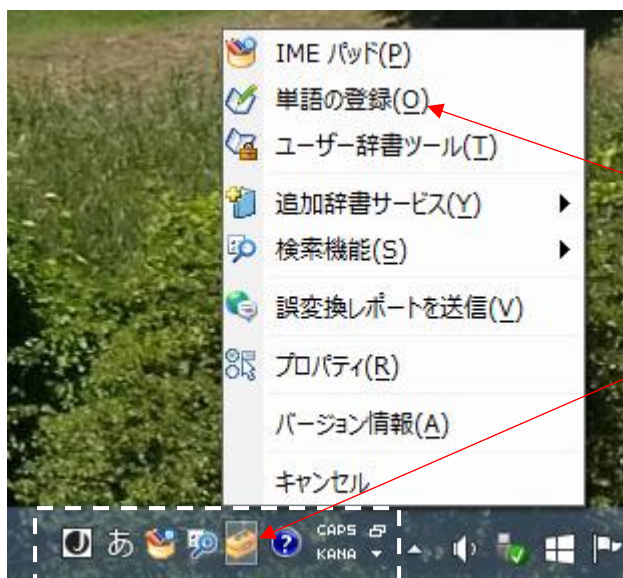 IME パッド(P)
単語の登録(O)
ユーザー辞書ツール(T)
追加辞書サービス(Y)
検索機能(S)
誤変換レポートを送信(V)
プロパティ(R)
バージョン情報(A)
キャンセル
あ ? CAPS
KANA